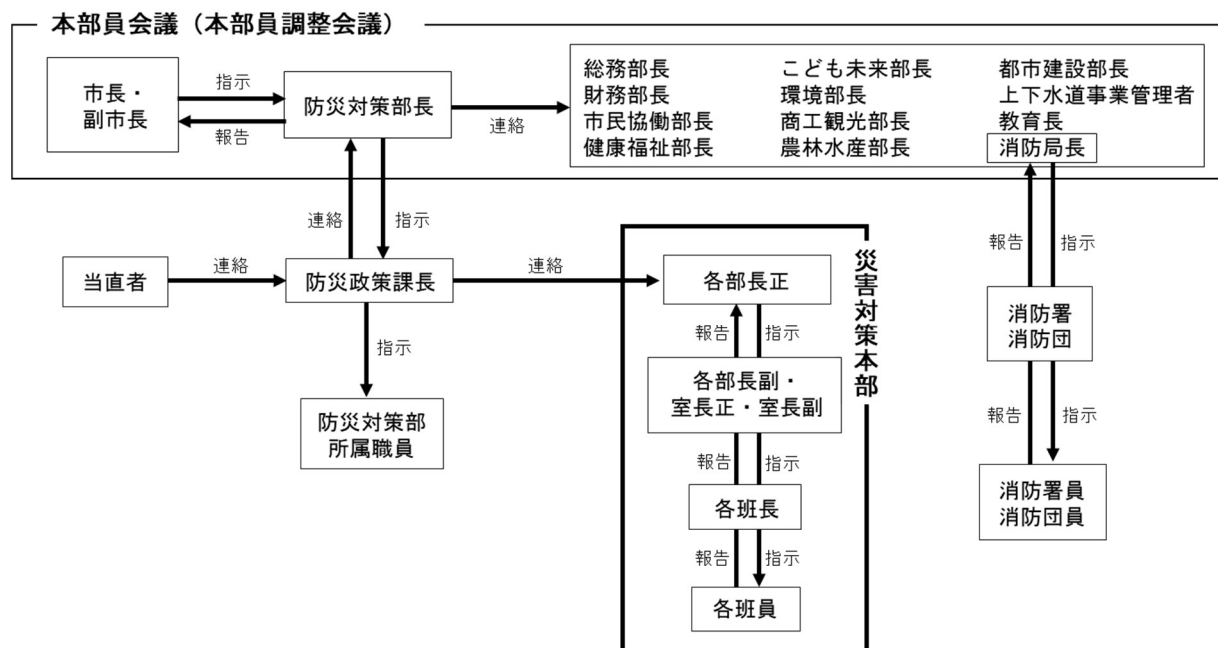 本部員会議（本部員調整会議）
市長・
副市長
指示
報告
防災対策部長
連絡
総務部長
財務部長
市民協働部長
健康福祉部長
こども未来部長
環境部長
商工観光部長
農林水産部長
都市建設部長
上下水道事業管理者
教育長
消防局長
連絡
指示
報告
指示
当直者
連絡
防災政策課長
連絡
指示
防災対策部
所属職員
災害対策本部
各部長正
報告
指示
各部長副・
室長正・室長副
報告
指示
各班長
報告
指示
各班員
消防署
消防団
報告
指示
消防署員
消防団員